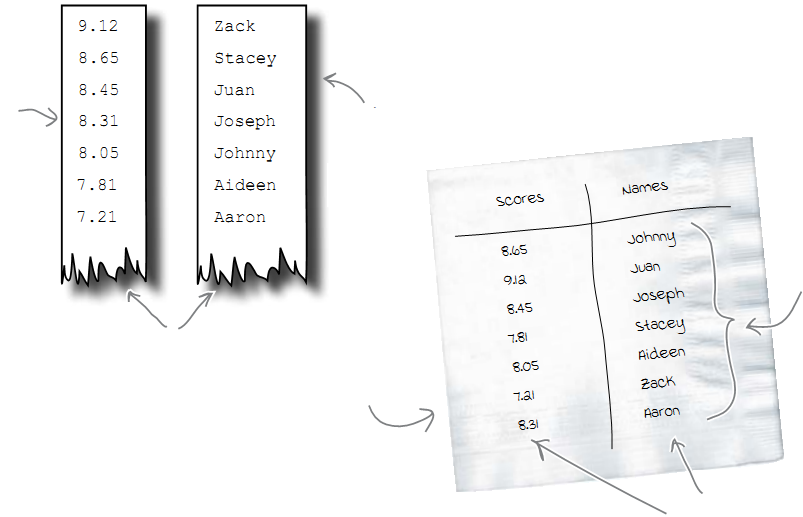 9.12 Zack
8.65 Stacey
8.45 Juan
8.31 Joseph
8.05 Johnny
7.81 Aideen
7.21 Aaron
Scores Names
8.65 Johnny
9.12 Juan
8.45 Joseph
7.81 Stacey
8.05 Aideen
7.21 Zack
8.31 Aaron